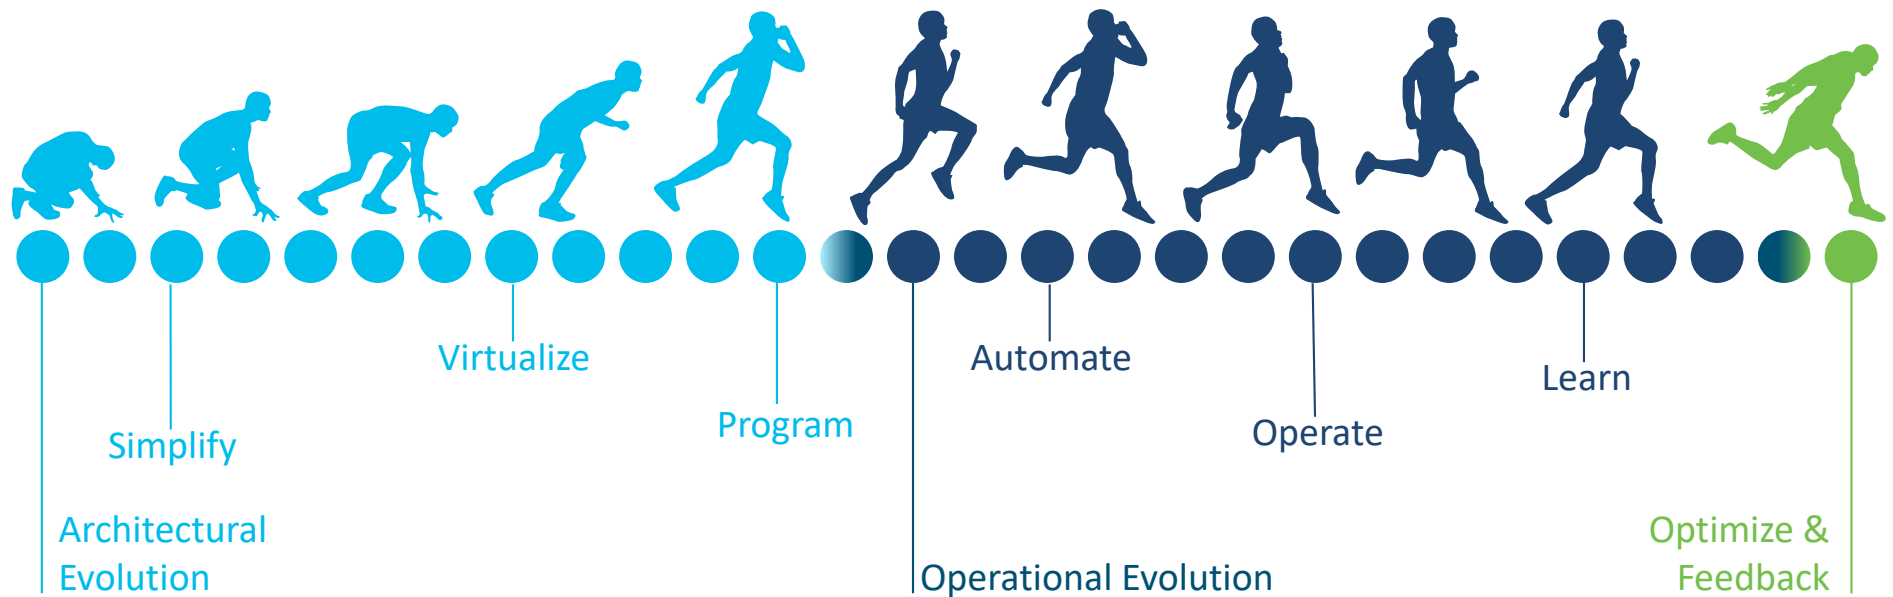 Virtualize
Automate
Learn
Program
Operate
Simplify
Architectural
Evolution
Operational Evolution
Optimize &
Feedback